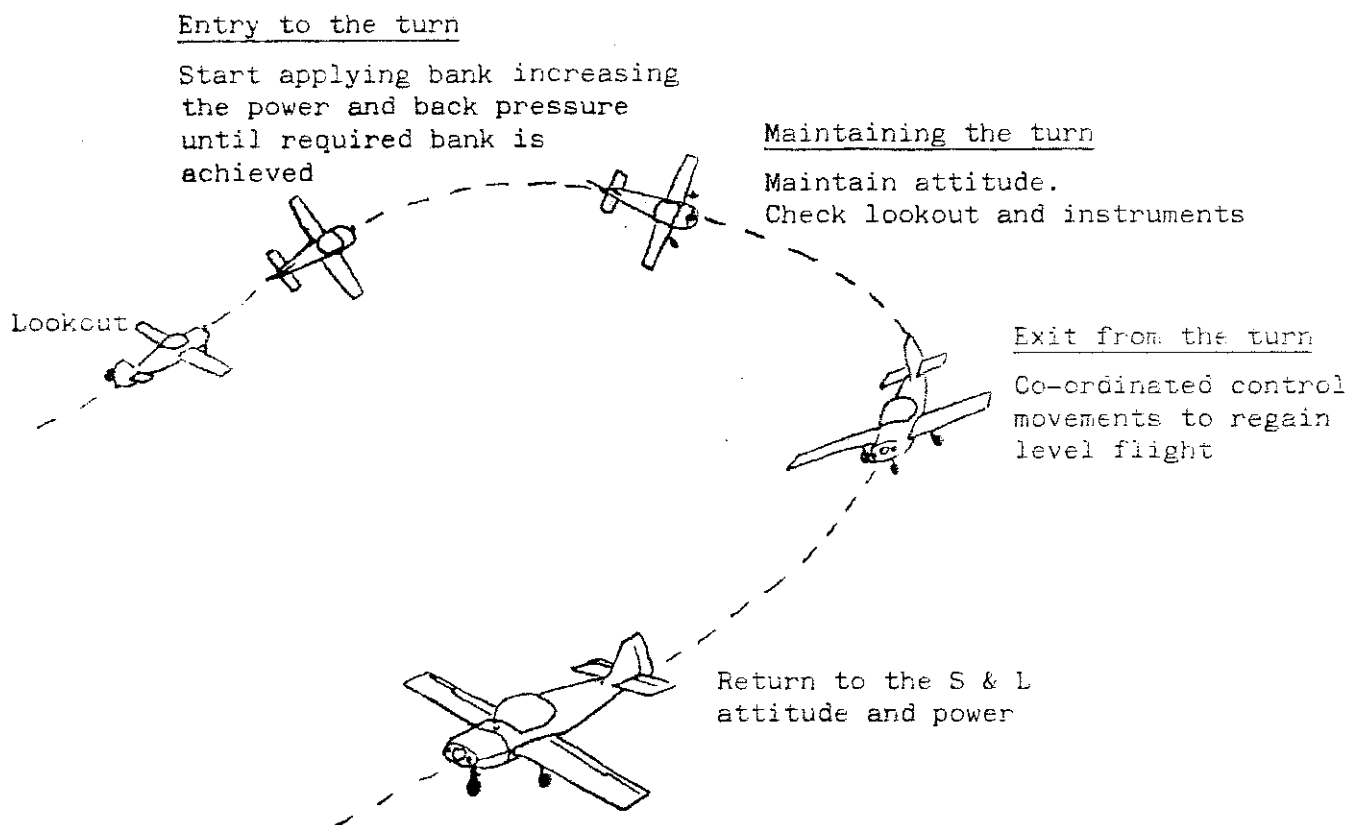 Entry to the turn
Start applying bank increasing
the power and back pressure
until required bank is
achieved
Maintaining the turn
Maintain attitude.
Check lookout and instruments
Lookout
Exit from the turn
Co-ordinated control
movements to regain
level flight
Return to the S & L
attitude and power